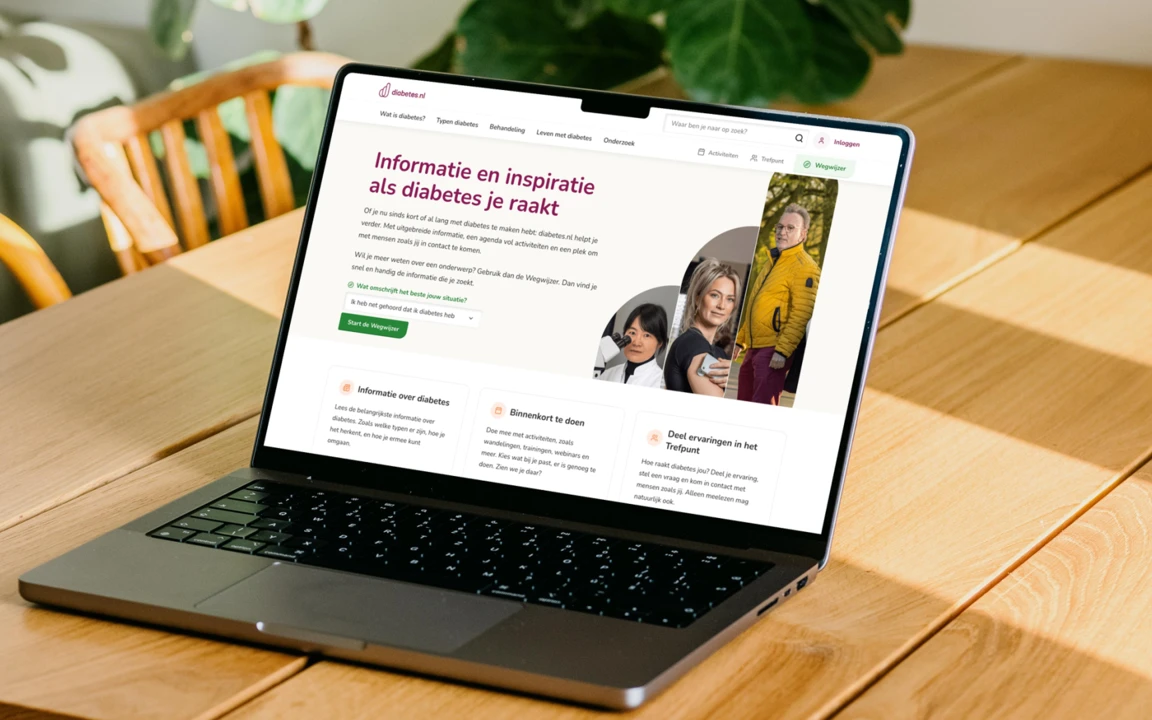 diabetes.nl
Waar ben je naar op zoek?
Inloggen
Wat is diabetes?
Typen diabetes
Behandeling
Leven met diabetes
Onderzoek
Activiteiten
Trefpunt
Wegwijzer
Informatie en inspiratie
als diabetes je raakt
Of je nu sinds kort of al lang met diabetes te maken hebt: diabetes.nl helpt je
verder. Met uitgebreide informatie, een agenda vol activiteiten en een plek om
met mensen zoals jij in contact te komen.
Wil je meer weten over een onderwerp? Gebruik dan de Wegwijzer. Dan vind je
snel en handig de informatie die je zoekt.
Wat omschrijft het beste jouw situatie?
Ik heb net gehoord dat ik diabetes heb
Start de Wegwijzer
Informatie over diabetes
Lees de belangrijkste informatie over
diabetes. Zoals welke typen er zijn, hoe je
het herkent, en hoe je ermee kunt
omgaan.
Binnenkort te doen
Doe mee met activiteiten, zoals
wandelingen, trainingen, webinars en
meer. Kies wat bij je past, er is genoeg te
doen. Zien we je daar?
Deel ervaringen in het
Trefpunt
Hoe raakt diabetes jou? Deel je ervaring,
stel een vraag en kom in contact met
mensen zoals jij. Alleen meelezen mag
natuurlijk ook.